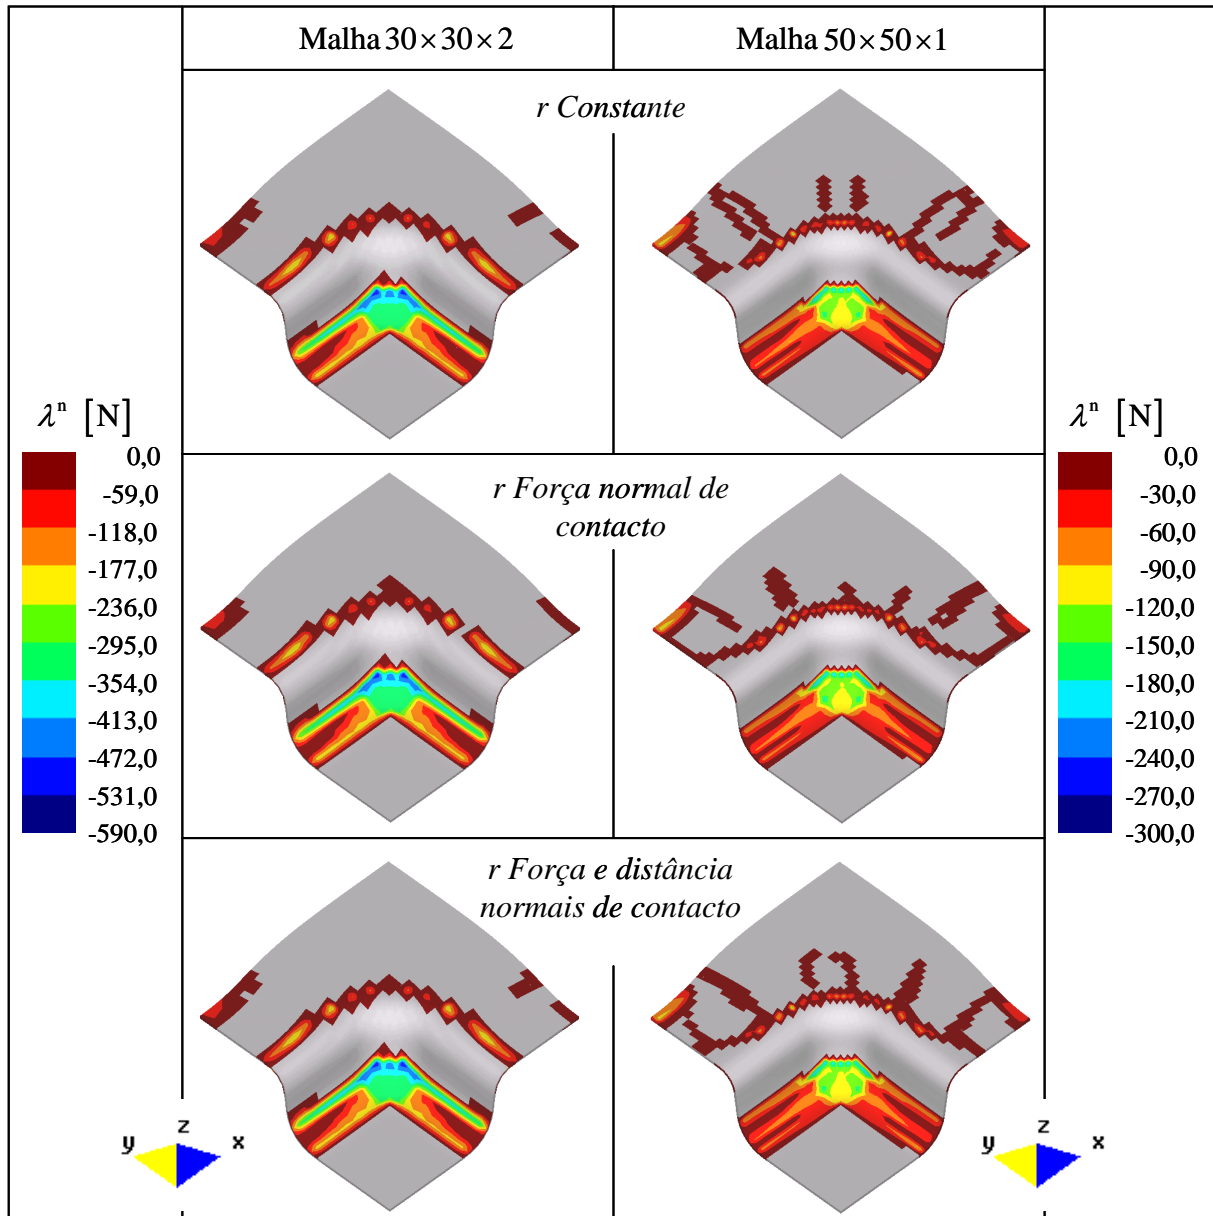 Malha 30×30×2
Malha 50×50×1
r Constante
λⁿ [N]
0,0
-59,0
-118,0
-177,0
-236,0
-295,0
-354,0
-413,0
-472,0
-531,0
-590,0
r Força normal de
contacto
λⁿ [N]
0,0
-30,0
-60,0
-90,0
-120,0
-150,0
-180,0
-210,0
-240,0
-270,0
-300,0
r Força e distância
normais de contacto
z
y x
z
y x